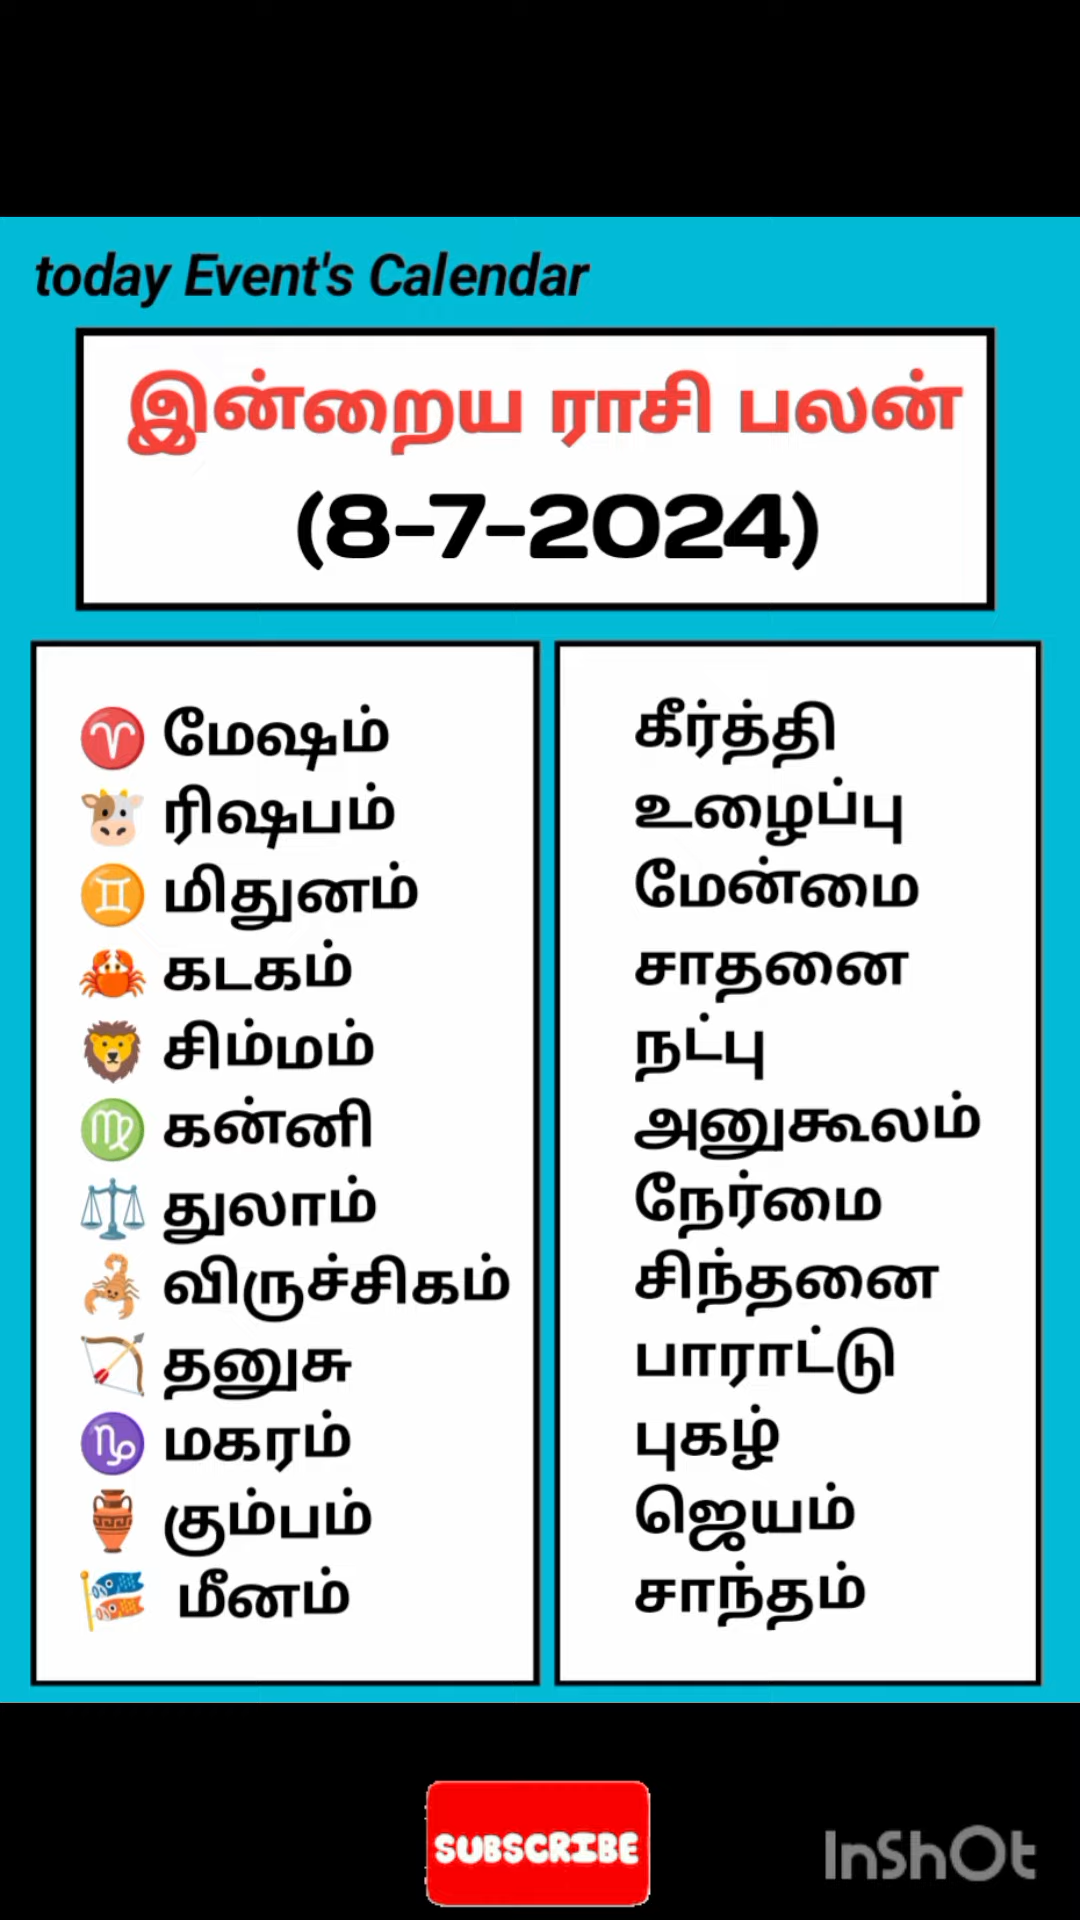 today Event's Calendar
இன்றைய ராசி பலன்
(8-7-2024)
மேஷம் கீர்த்தி
ரிஷபம் உழைப்பு
மிதுனம் மேன்மை
கடகம் சாதனை
சிம்மம் நட்பு
கன்னி அனுகூலம்
துலாம் நேர்மை
விருச்சிகம் சிந்தனை
தனுசு பாராட்டு
மகரம் புகழ்
கும்பம் ஜெயம்
மீனம் சாந்தம்
SUBSCRIBE
InShOt